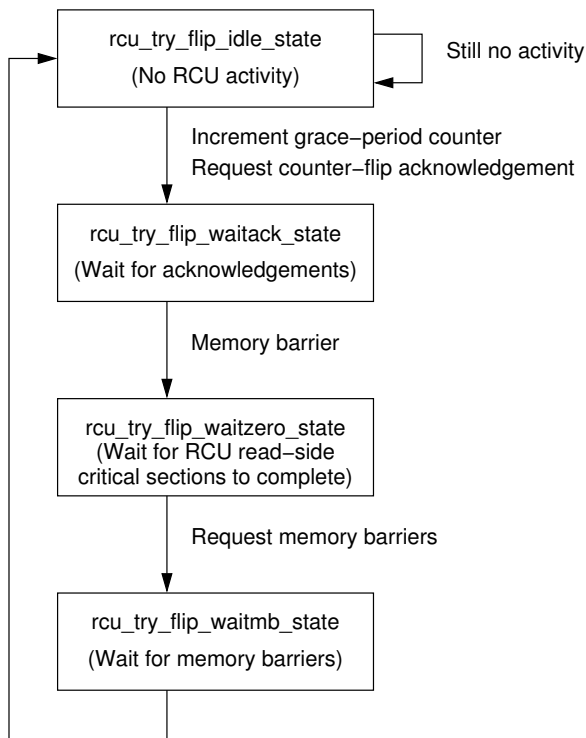 rcu_try_flip_idle_state
(No RCU activity)
Still no activity
Increment grace−period counter
Request counter−flip acknowledgement
rcu_try_flip_waitack_state
(Wait for acknowledgements)
Memory barrier
rcu_try_flip_waitzero_state
(Wait for RCU read−side
critical sections to complete)
Request memory barriers
rcu_try_flip_waitmb_state
(Wait for memory barriers)